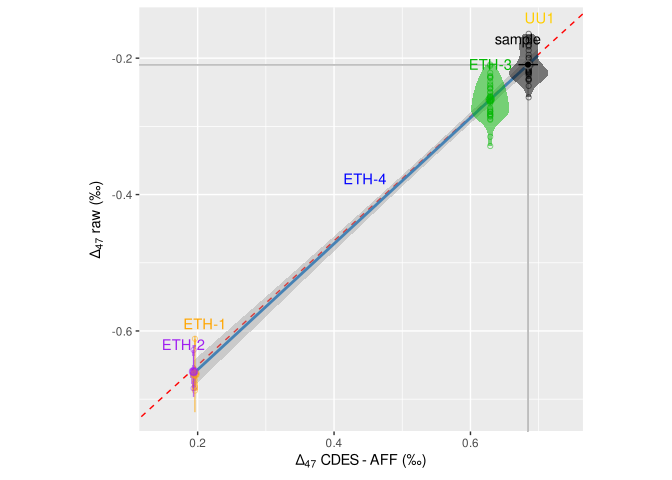 UU1
sample
ETH-3
ETH-4
ETH-1
ETH-2
-0.2
-0.4
-0.6
Δ47 raw (‰)
0.2
0.4
0.6
Δ47 CDES - AFF (‰)